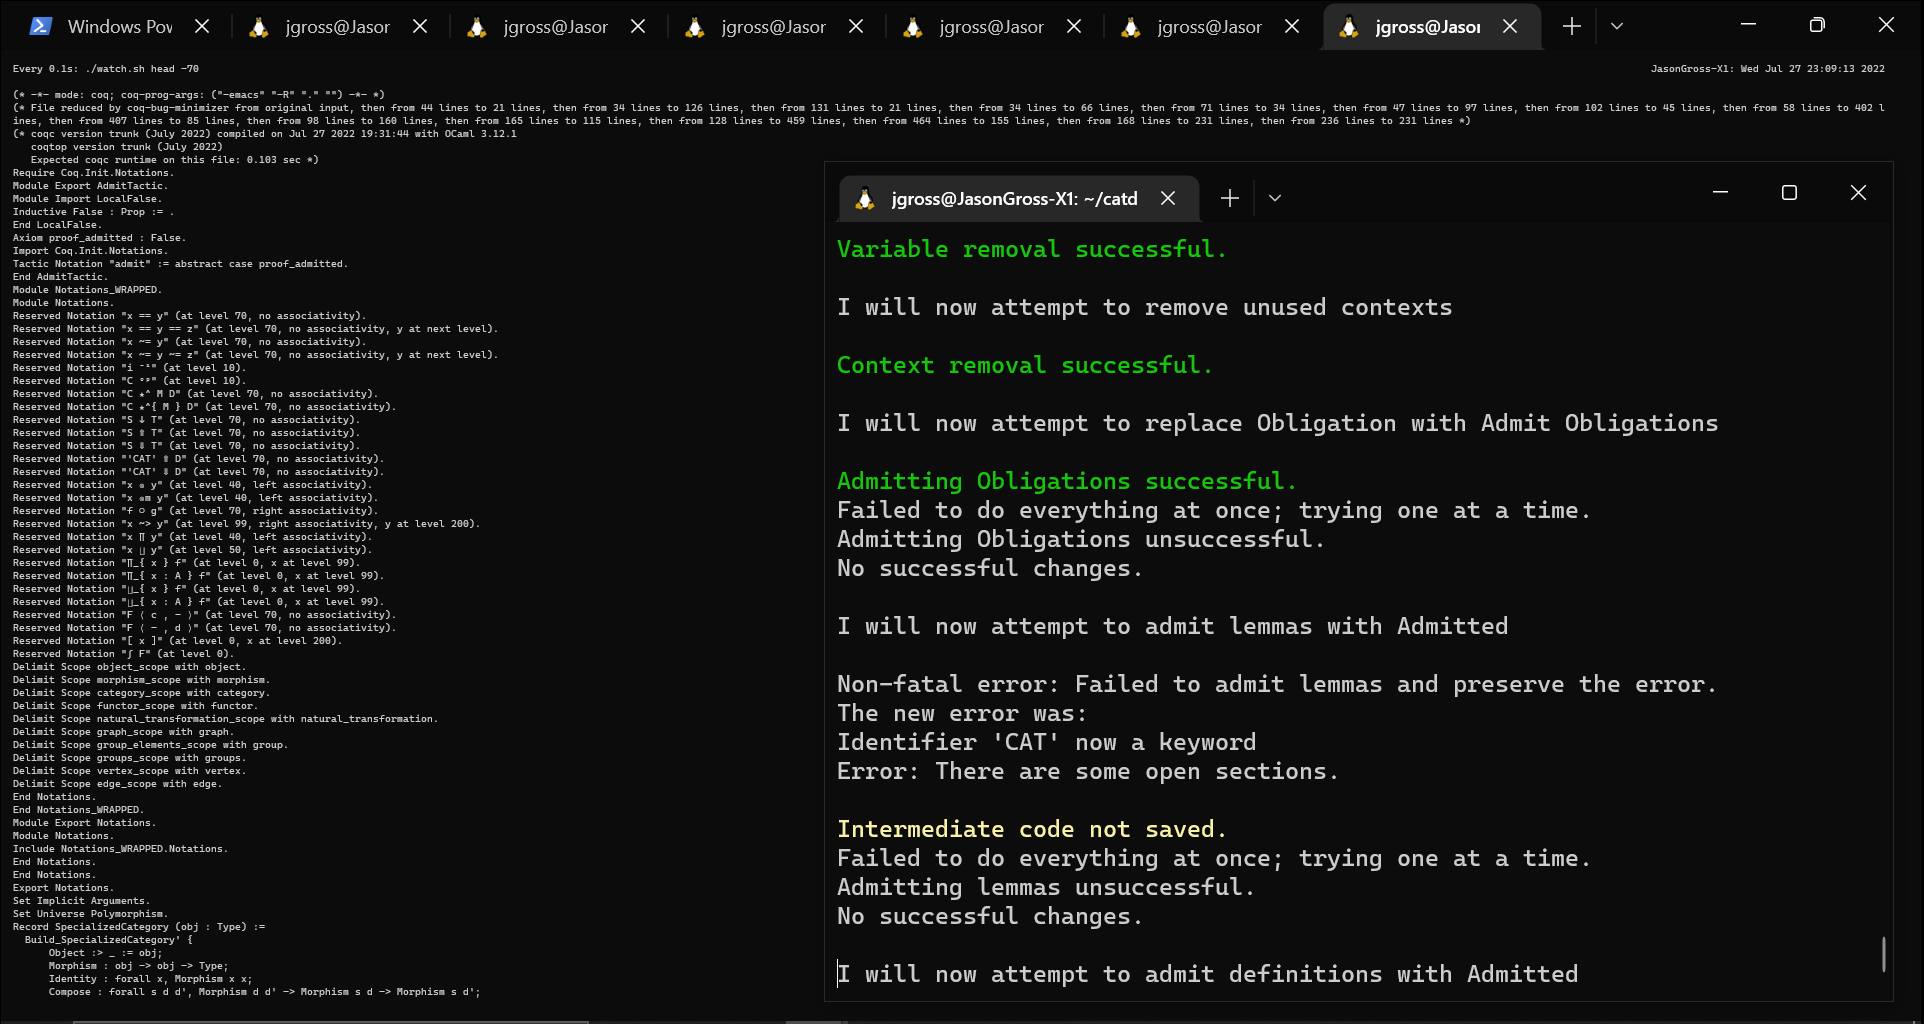 Windows Pow
jgross@Jason
jgross@Jason
jgross@Jason
jgross@Jason
jgross@Jason
jgross@Jason
Every 0.1s: ./watch.sh head -70
JasonGross-X1: Wed Jul 27 23:09:13 2022
(* -*- mode: coq; coq-prog-args: ("-emacs" "-R" "." "") -*- *)
(* File reduced by coq-bug-minimizer from original input, then from 44 lines to 21 lines, then from 34 lines to 126 lines, then from 131 lines to 21 lines, then from 34 lines to 66 lines, then from 71 lines to 34 lines, then from 47 lines to 97 lines, then from 102 lines to 45 lines, then from 58 lines to 402 l
ines, then from 407 lines to 85 lines, then from 98 lines to 160 lines, then from 165 lines to 115 lines, then from 128 lines to 459 lines, then from 464 lines to 155 lines, then from 168 lines to 231 lines, then from 236 lines to 231 lines *)
(* coqc version trunk (July 2022) compiled on Jul 27 2022 19:31:44 with OCaml 3.12.1
coqtop version trunk (July 2022)
Expected coqc runtime on this file: 0.103 sec *)
Require Coq.Init.Notations.
Module Export AdmitTactic.
Module Import LocalFalse.
Inductive False : Prop := .
End LocalFalse.
Axiom proof_admitted : False.
Import Coq.Init.Notations.
Tactic Notation "admit" := abstract case proof_admitted.
End AdmitTactic.
Module Notations_WRAPPED.
Module Notations.
Reserved Notation "x == y" (at level 70, no associativity).
Reserved Notation "x == y == z" (at level 70, no associativity, y at next level).
Reserved Notation "x ~= y" (at level 70, no associativity).
Reserved Notation "x ~= y ~= z" (at level 70, no associativity, y at next level).
Reserved Notation "i ⁻¹" (at level 10).
Reserved Notation "C ᵒᵖ" (at level 10).
Reserved Notation "C ★^ M D" (at level 70, no associativity).
Reserved Notation "C ★^{ M } D" (at level 70, no associativity).
Reserved Notation "S ↓ T" (at level 70, no associativity).
Reserved Notation "S ⇑ T" (at level 70, no associativity).
Reserved Notation "S ⇓ T" (at level 70, no associativity).
Reserved Notation "'CAT' ⇑ D" (at level 70, no associativity).
Reserved Notation "'CAT' ⇓ D" (at level 70, no associativity).
Reserved Notation "x ⊗ y" (at level 40, left associativity).
Reserved Notation "x ⊗m y" (at level 40, left associativity).
Reserved Notation "f ○ g" (at level 70, right associativity).
Reserved Notation "x ~> y" (at level 99, right associativity, y at level 200).
Reserved Notation "x ∏ y" (at level 40, left associativity).
Reserved Notation "x ∐ y" (at level 50, left associativity).
Reserved Notation "∏_{ x } f" (at level 0, x at level 99).
Reserved Notation "∏_{ x : A } f" (at level 0, x at level 99).
Reserved Notation "∐_{ x } f" (at level 0, x at level 99).
Reserved Notation "∐_{ x : A } f" (at level 0, x at level 99).
Reserved Notation "F ⟨ c , - ⟩" (at level 70, no associativity).
Reserved Notation "F ⟨ - , d ⟩" (at level 70, no associativity).
Reserved Notation "[ x ]" (at level 0, x at level 200).
Reserved Notation "∫ F" (at level 0).
Delimit Scope object_scope with object.
Delimit Scope morphism_scope with morphism.
Delimit Scope category_scope with category.
Delimit Scope functor_scope with functor.
Delimit Scope natural_transformation_scope with natural_transformation.
Delimit Scope graph_scope with graph.
Delimit Scope group_elements_scope with group.
Delimit Scope groups_scope with groups.
Delimit Scope vertex_scope with vertex.
Delimit Scope edge_scope with edge.
End Notations.
End Notations_WRAPPED.
Module Export Notations.
Module Notations.
Include Notations_WRAPPED.Notations.
End Notations.
End Notations.
Export Notations.
Set Implicit Arguments.
Set Universe Polymorphism.
Record SpecializedCategory (obj : Type) :=
Build_SpecializedCategory' {
Object :> _ := obj;
Morphism : obj -> obj -> Type;
Identity : forall x, Morphism x x;
Compose : forall s d d', Morphism d d' -> Morphism s d -> Morphism s d';
jgross@JasonGross-X1: ~/catd
Variable removal successful.
I will now attempt to remove unused contexts
Context removal successful.
I will now attempt to replace Obligation with Admit Obligations
Admitting Obligations successful.
Failed to do everything at once; trying one at a time.
Admitting Obligations unsuccessful.
No successful changes.
I will now attempt to admit lemmas with Admitted
Non-fatal error: Failed to admit lemmas and preserve the error.
The new error was:
Identifier 'CAT' now a keyword
Error: There are some open sections.
Intermediate code not saved.
Failed to do everything at once; trying one at a time.
Admitting lemmas unsuccessful.
No successful changes.
I will now attempt to admit definitions with Admitted